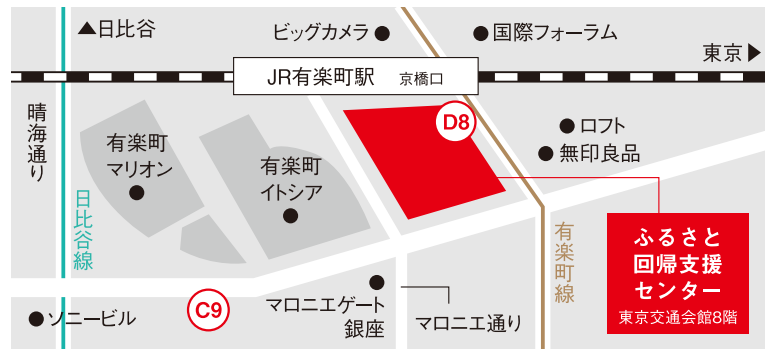 ▲日比谷
ビッグカメラ
国際フォーラム
東京▶
JR有楽町駅 京橋口
晴海通り
有楽町
マリオン
有楽町
イトシア
D8
ロフト
無印良品
日比谷線
有楽町線
ふるさと
回帰支援
センター
東京交通会館8階
C9
ソニービル
マロニエゲート
銀座
マロニエ通り